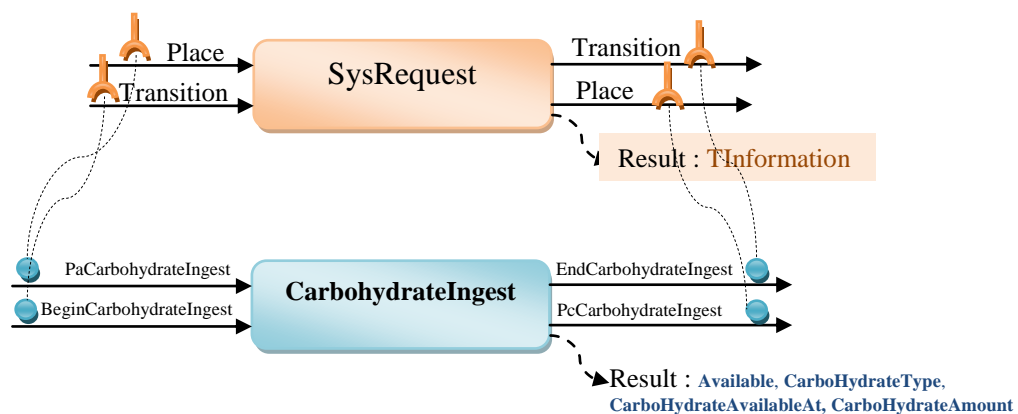 Place
Transition
SysRequest
Transition
Place
Result : TInformation
PaCarbohydrateIngest
BeginCarbohydrateIngest
CarbohydrateIngest
EndCarbohydrateIngest
PcCarbohydrateIngest
Result : Available, CarboHydrateType,
CarboHydrateAvailableAt, CarboHydrateAmount